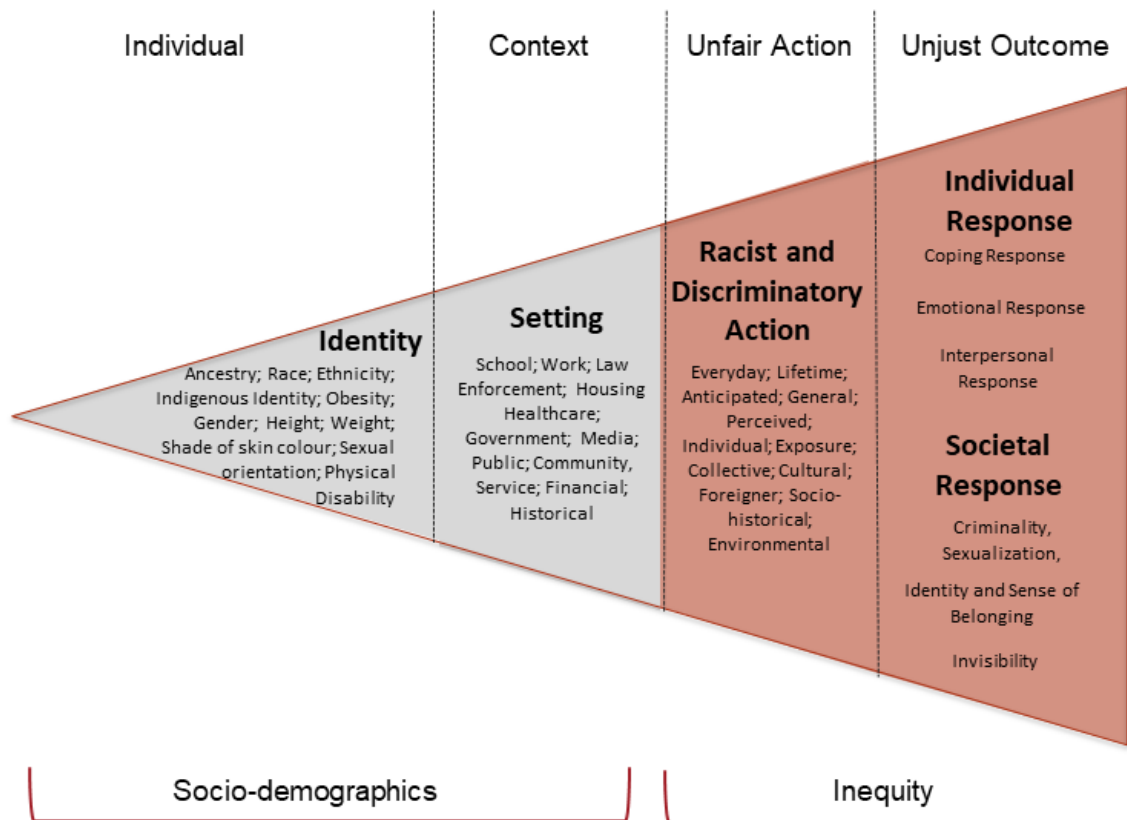 Individual
Context
Unfair Action
Unjust Outcome
Identity
Ancestry; Race; Ethnicity;
Indigenous Identity; Obesity;
Gender; Height; Weight;
Shade of skin colour; Sexual
orientation; Physical
Disability
Setting
School; Work; Law
Enforcement; Housing
Healthcare;
Government; Media;
Public; Community,
Service; Financial;
Historical
Racist and
Discriminatory
Action
Everyday; Lifetime;
Anticipated; General;
Perceived;
Individual; Exposure;
Collective; Cultural;
Foreigner; Socio-
historical;
Environmental
Individual
Response
Coping Response
Emotional Response
Interpersonal
Response
Societal
Response
Criminality,
Sexualization,
Identity and Sense of
Belonging
Invisibility
Socio-demographics
Inequity